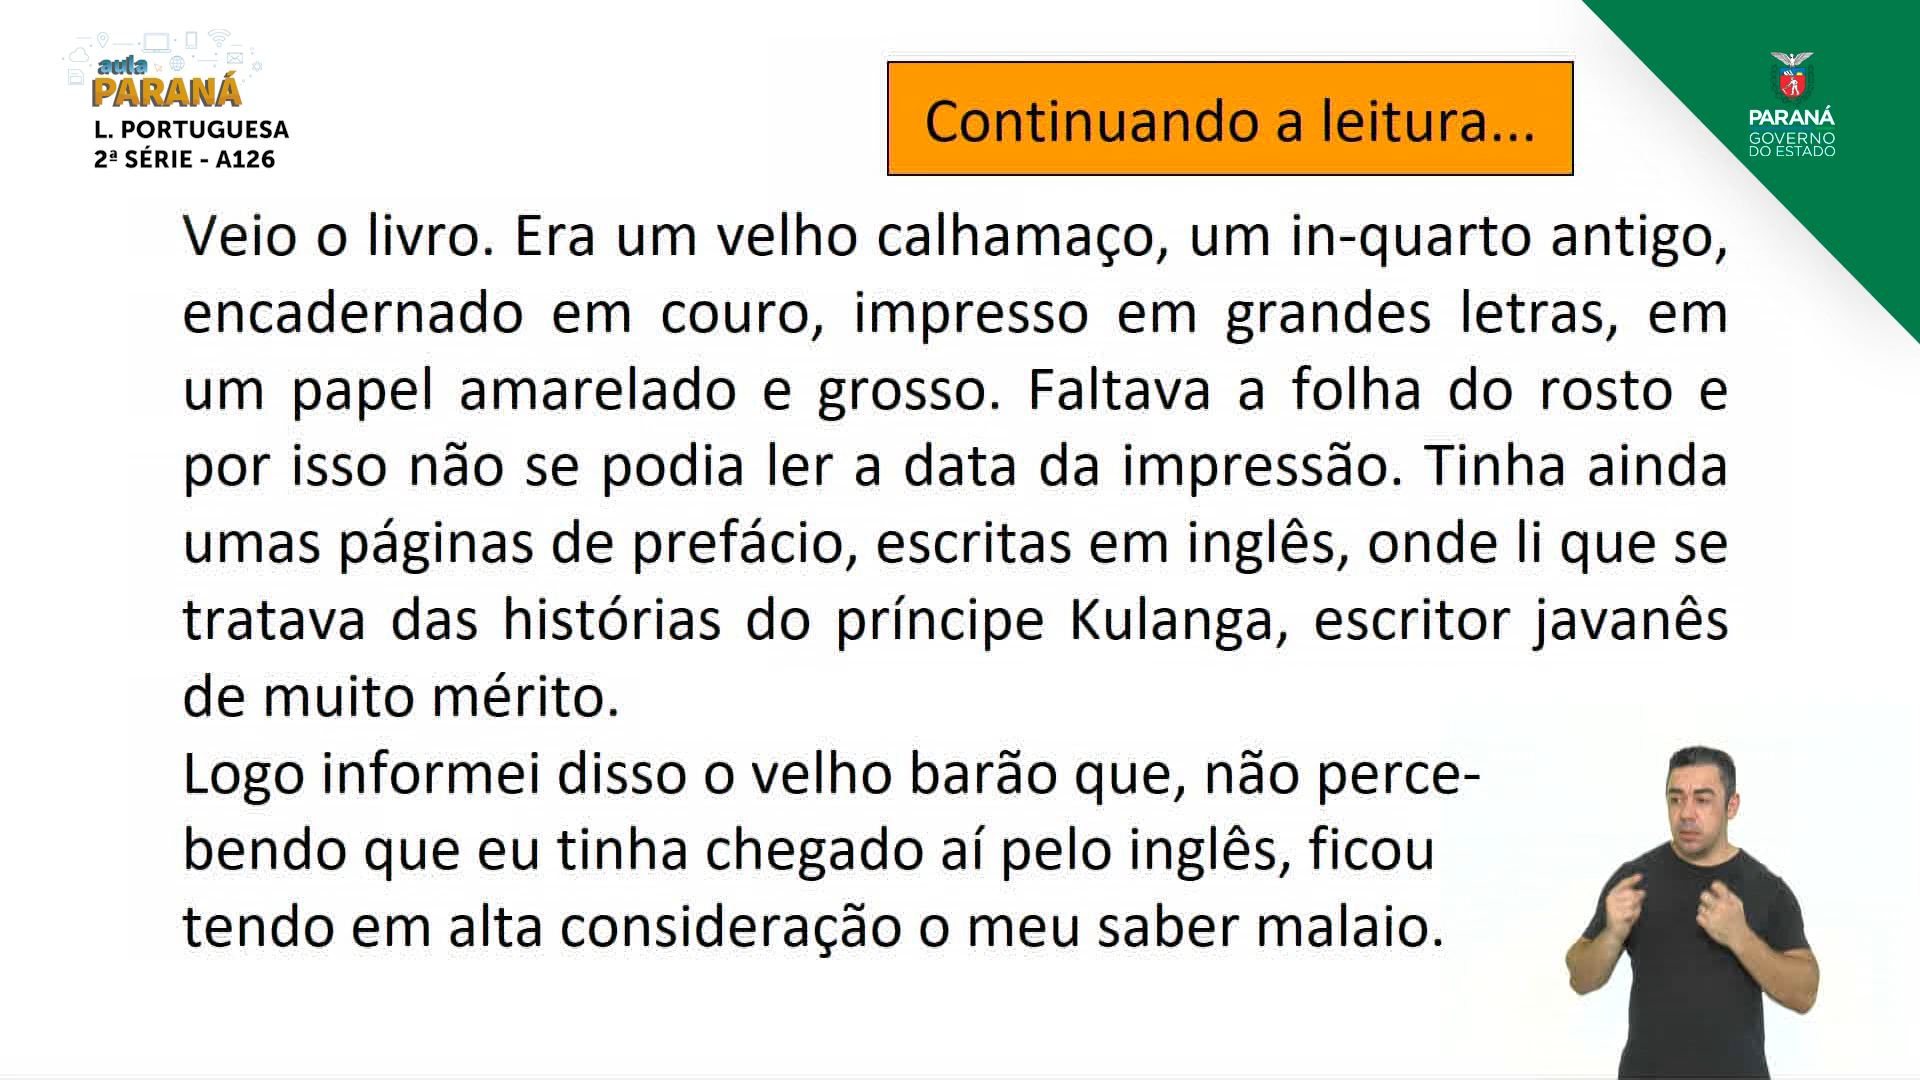 aula
PARANÁ
L. PORTUGUESA
2ª SÉRIE - A126
Continuando a leitura...
PARANÁ
GOVERNO
DO ESTADO
Veio o livro. Era um velho calhamaço, um in-quarto antigo,
encadernado em couro, impresso em grandes letras, em
um papel amarelado e grosso. Faltava a folha do rosto e
por isso não se podia ler a data da impressão. Tinha ainda
umas páginas de prefácio, escritas em inglês, onde li que se
tratava das histórias do príncipe Kulanga, escritor javanês
de muito mérito.
Logo informei disso o velho barão que, não perce-
bendo que eu tinha chegado aí pelo inglês, ficou
tendo em alta consideração o meu saber malaio.